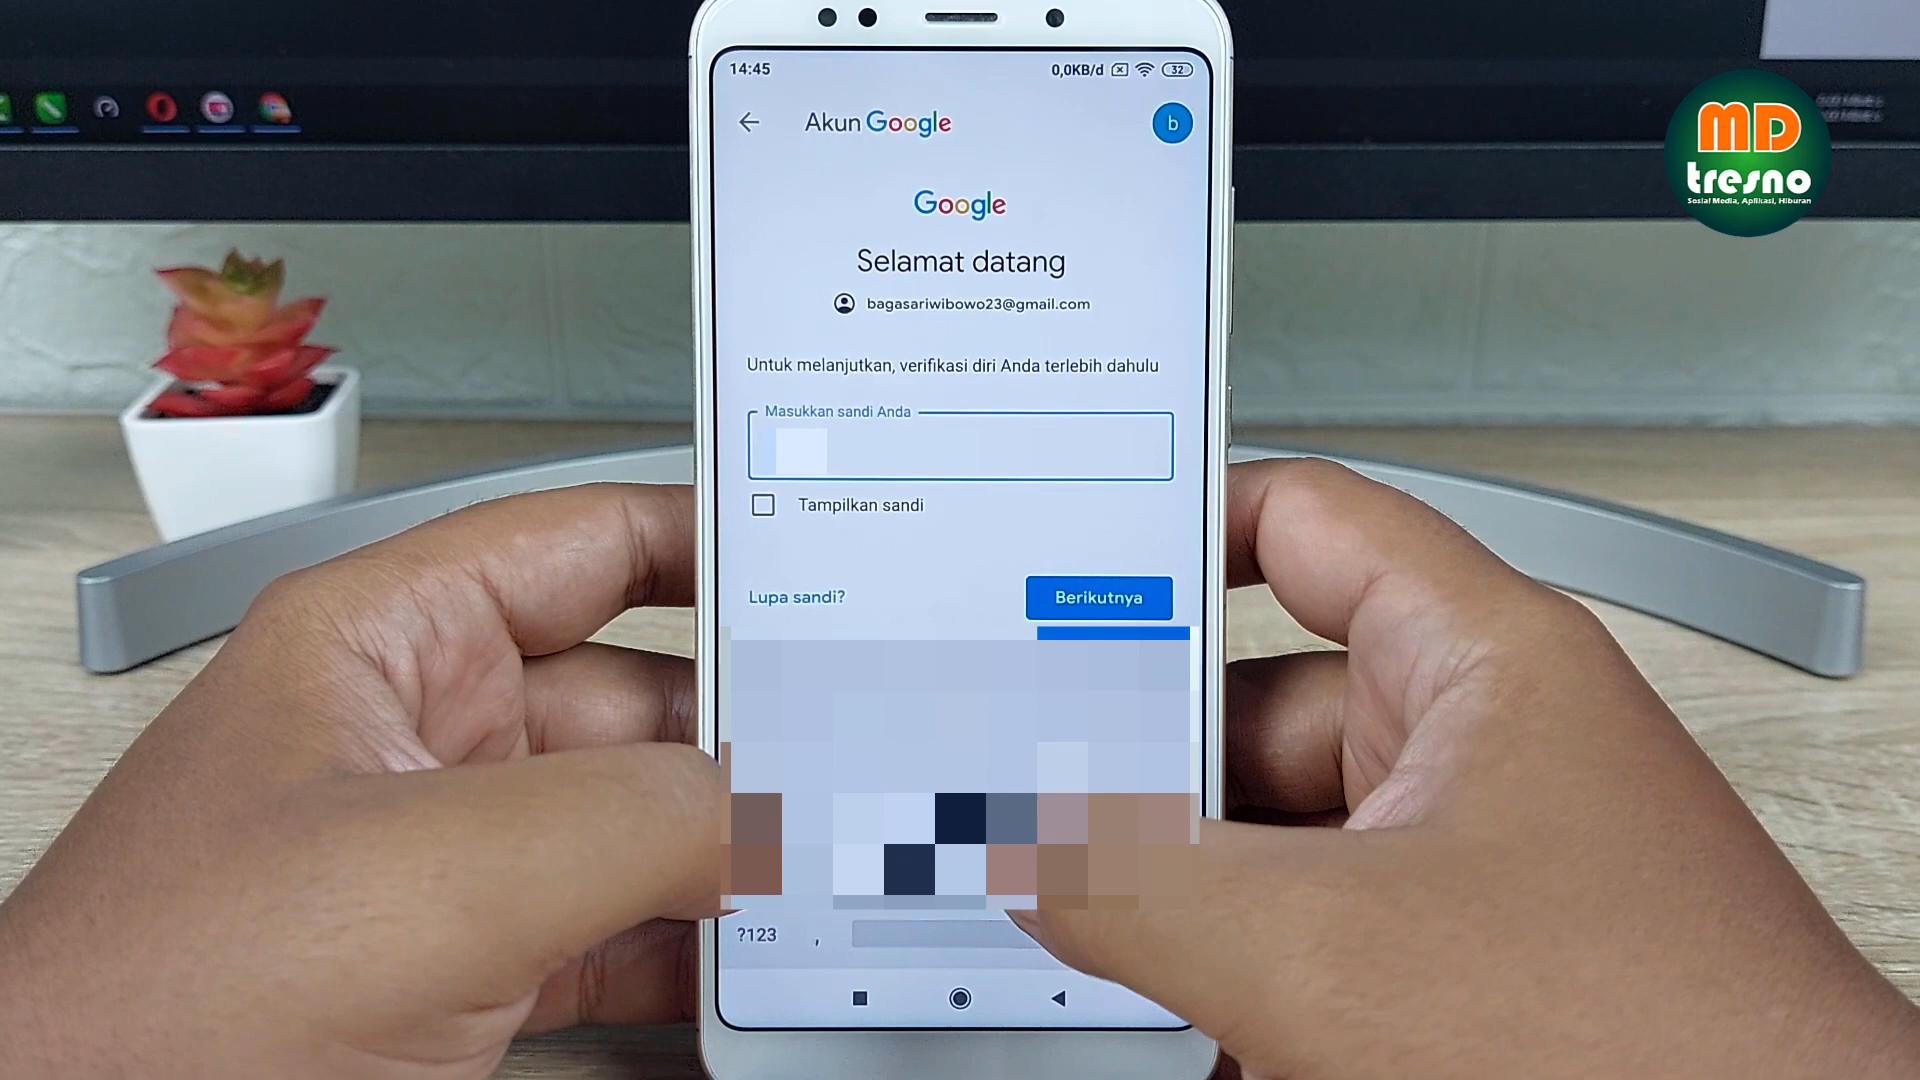 14:45
0,0KB/d
32
Akun Google
b
Google
Selamat datang
bagasariwibowo23@gmail.com
Untuk melanjutkan, verifikasi diri Anda terlebih dahulu
Masukkan sandi Anda
Tampilkan sandi
Lupa sandi?
Berikutnya
?123
,
MD
tresno
Sosial Media, Aplikasi, Hiburan